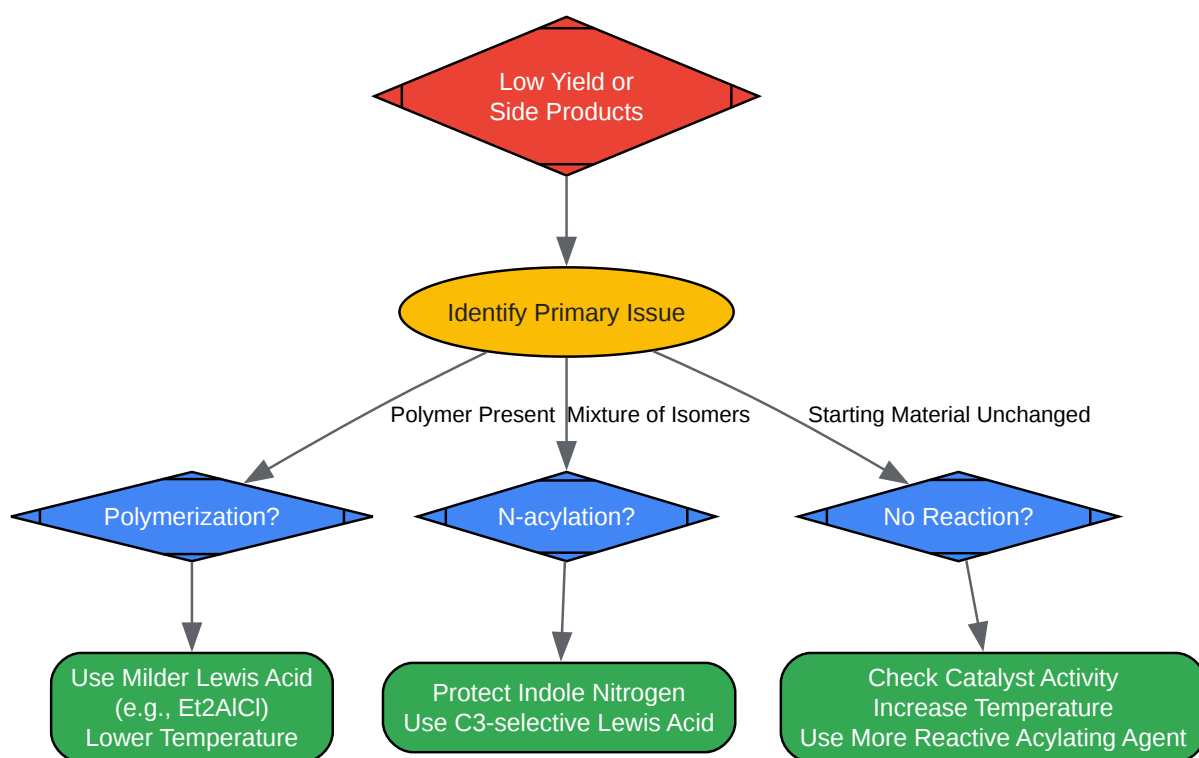 Low Yield or
Side Products
Identify Primary Issue
Polymer Present
Mixture of Isomers
Starting Material Unchanged
Polymerization?
N-acylation?
No Reaction?
Use Milder Lewis Acid
(e.g., Et2AlCl)
Lower Temperature
Protect Indole Nitrogen
Use C3-selective Lewis Acid
Check Catalyst Activity
Increase Temperature
Use More Reactive Acylating Agent